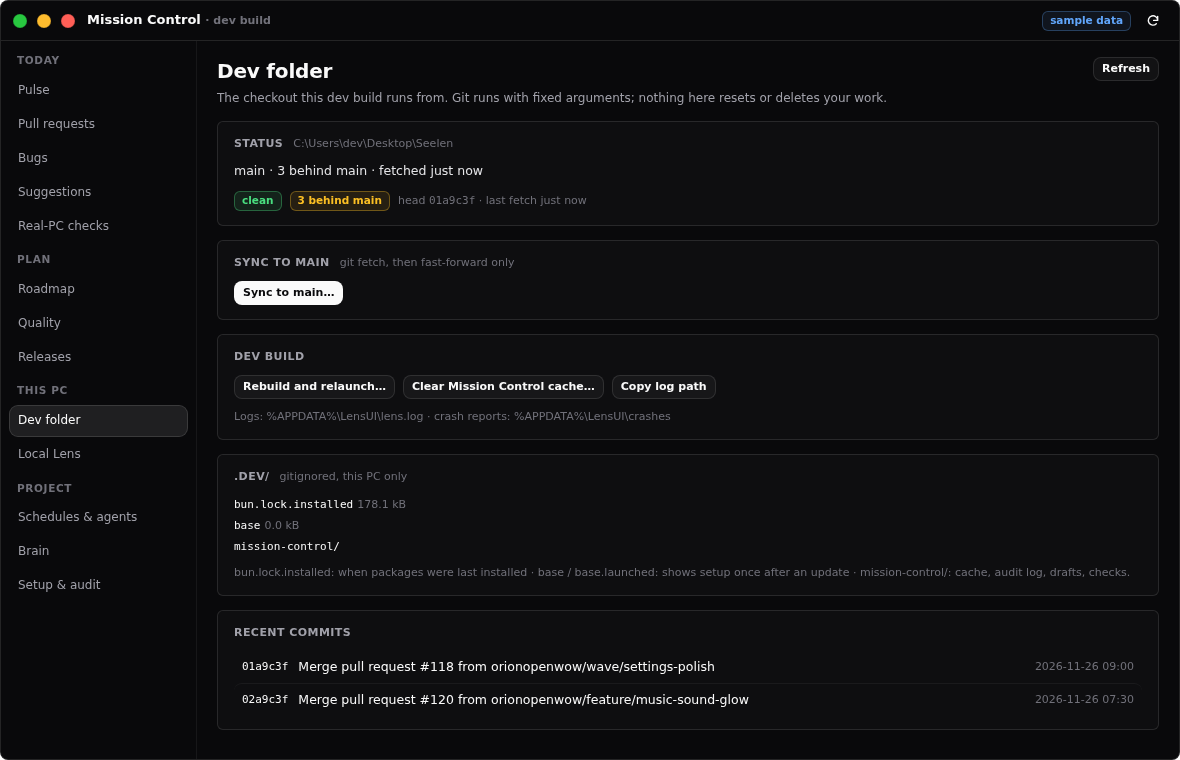 Mission Control · dev build
sample data
TODAY
Pulse
Pull requests
Bugs
Suggestions
Real-PC checks
PLAN
Roadmap
Quality
Releases
THIS PC
Dev folder
Local Lens
PROJECT
Schedules & agents
Brain
Setup & audit
Dev folder
Refresh
The checkout this dev build runs from. Git runs with fixed arguments; nothing here resets or deletes your work.
STATUS C:\Users\dev\Desktop\Seelen
main · 3 behind main · fetched just now
clean 3 behind main head 01a9c3f · last fetch just now
SYNC TO MAIN git fetch, then fast-forward only
Sync to main…
DEV BUILD
Rebuild and relaunch… Clear Mission Control cache… Copy log path
Logs: %APPDATA%\LensUI\lens.log · crash reports: %APPDATA%\LensUI\crashes
.DEV/ gitignored, this PC only
bun.lock.installed 178.1 kB
base 0.0 kB
mission-control/
bun.lock.installed: when packages were last installed · base / base.launched: shows setup once after an update · mission-control/: cache, audit log, drafts, checks.
RECENT COMMITS
01a9c3f Merge pull request #118 from orionopenwow/wave/settings-polish 2026-11-26 09:00
02a9c3f Merge pull request #120 from orionopenwow/feature/music-sound-glow 2026-11-26 07:30